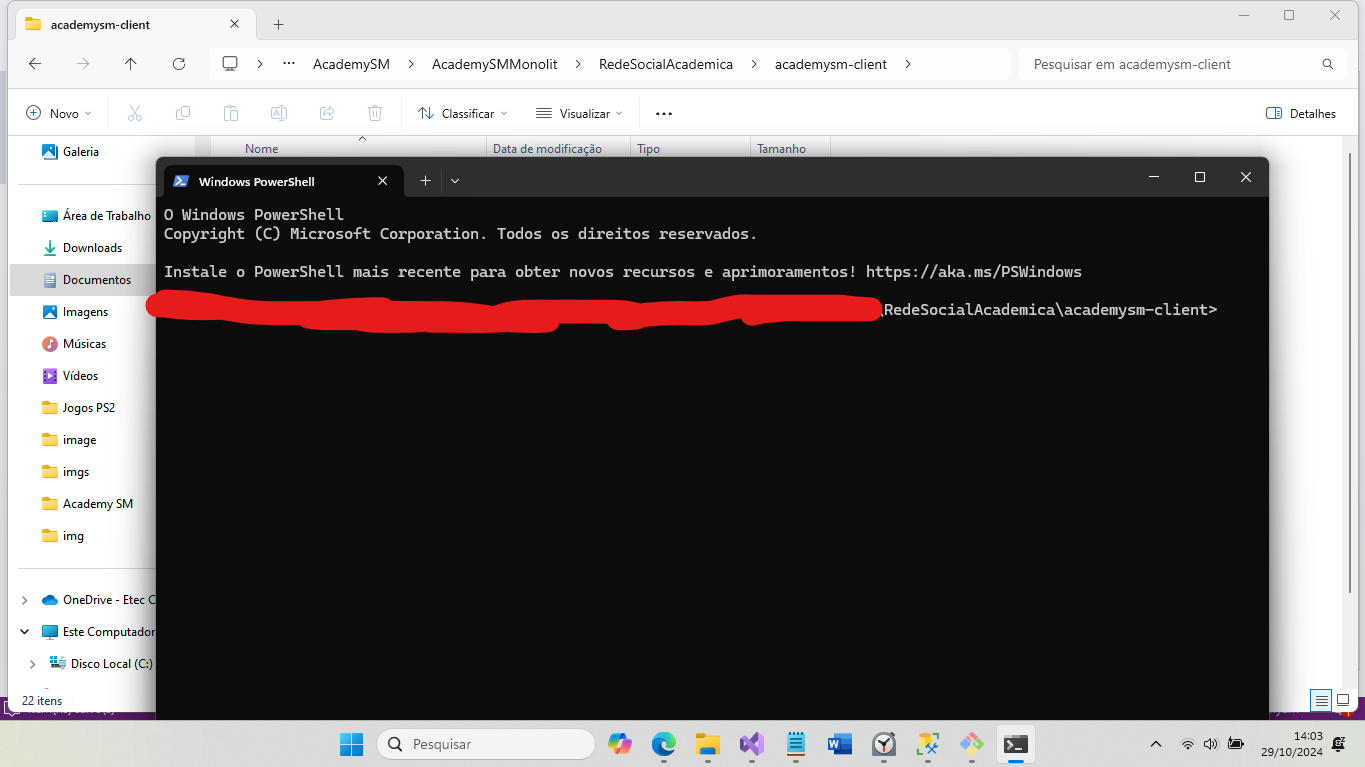 academysm-client
AcademySM > AcademySMMonolit > RedeSocialAcademica > academysm-client >
Pesquisar em academysm-client
Novo
Classificar
Visualizar
Detalhes
Nome
Data de modificação
Tipo
Tamanho
Galeria
Área de Trabalho
Downloads
Documentos
Imagens
Músicas
Vídeos
Jogos PS2
image
imgs
Academy SM
img
OneDrive - Etec C
Este Computador
Disco Local (C:)
22 itens
Windows PowerShell
O Windows PowerShell
Copyright (C) Microsoft Corporation. Todos os direitos reservados.
Instale o PowerShell mais recente para obter novos recursos e aprimoramentos! https://aka.ms/PSWindows
\RedeSocialAcademica\academysm-client>
Pesquisar
14:03
29/10/2024